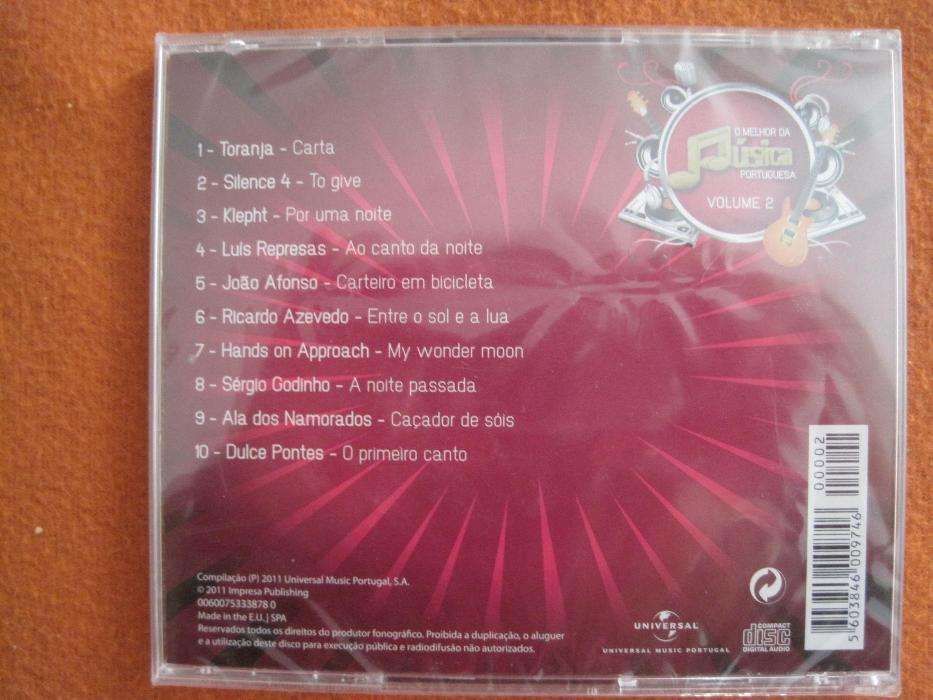 O MELHOR DA
Música
PORTUGUESA
VOLUME 2
1 - Toranja - Carta
2 - Silence 4 - To give
3 - Klepht - Por uma noite
4 - Luis Represas - Ao canto da noite
5 - João Afonso - Carteiro em bicicleta
6 - Ricardo Azevedo - Entre o sol e a lua
7 - Hands on Approach - My wonder moon
8 - Sérgio Godinho - A noite passada
9 - Ala dos Namorados - Caçador de sóis
10 - Dulce Pontes - O primeiro canto
Compilação (P) 2011 Universal Music Portugal, S.A.
© 2011 Impresa Publishing
0060075333878 0
Made in the E.U. | SPA
Reservados todos os direitos do produtor fonográfico. Proibida a duplicação, o aluguer
e a utilização deste disco para execução pública e radiodifusão não autorizados.
UNIVERSAL
UNIVERSAL MUSIC PORTUGAL
COMPACT
disc
DIGITAL AUDIO
00002
5 603846 009746